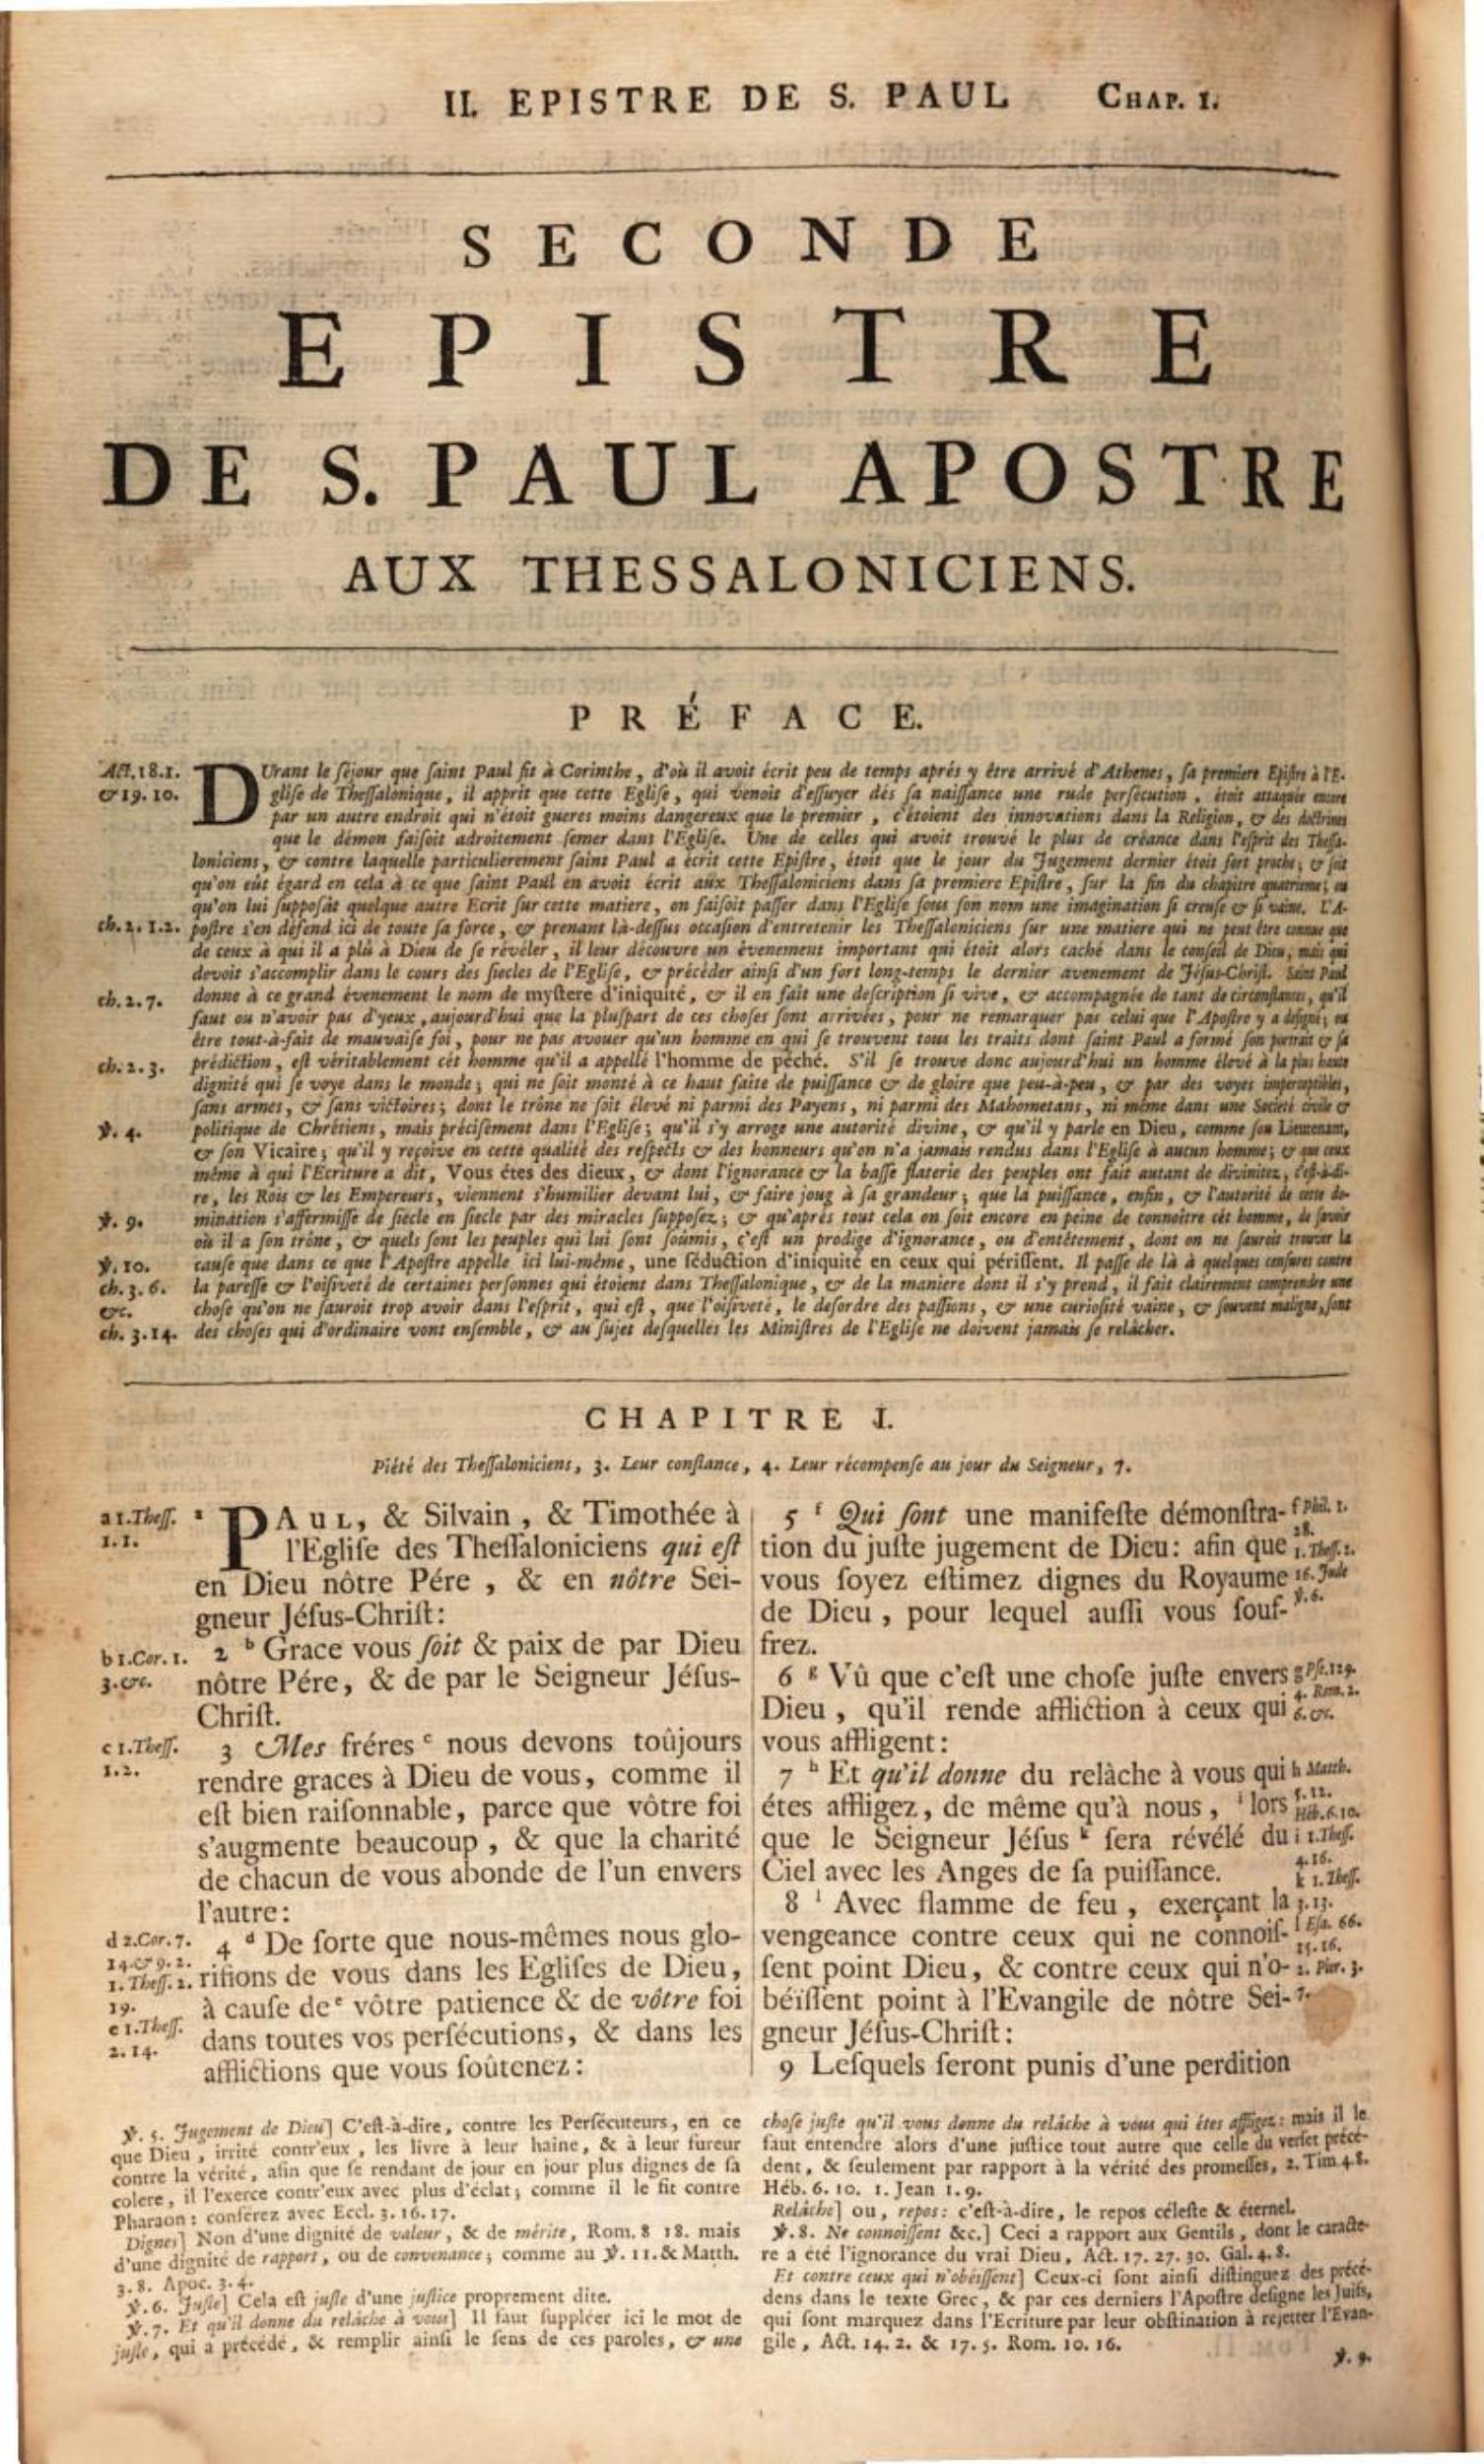 II. EPISTRE DE S. PAUL CHAP. I.
SECONDE
EPISTRE
DE S. PAUL APOSTRE
AUX THESSALONICIENS.
PRÉFACE.
Act. 18. 1.
& 19. 10.
DUrant le ſéjour que ſaint Paul fit à Corinthe, d'où il avoit écrit peu de temps aprés y être arrivé d'Athenes, ſa premiere Epiſtre à l'E-
gliſe de Theſſalonique, il apprit que cette Egliſe, qui venoit d'eſſuyer dés ſa naiſſance une rude perſécution, étoit attaquée encore
par un autre endroit qui n'étoit gueres moins dangereux que le premier, c'étoient des innovations dans la Religion, & des doctrines
que le démon faiſoit adroitement ſemer dans l'Egliſe. Une de celles qui avoit trouvé le plus de créance dans l'eſprit des Theſſa-
loniciens, & contre laquelle particulierement ſaint Paul a écrit cette Epiſtre, étoit que le jour du Jugement dernier étoit fort proche; & ſoit
qu'on eût égard en cela à ce que ſaint Paul en avoit écrit aux Theſſaloniciens dans ſa premiere Epiſtre, ſur la fin du chapitre quatrieme; ou
qu'on lui ſuppoſât quelque autre Ecrit ſur cette matiere, on faiſoit paſſer dans l'Egliſe ſous ſon nom une imagination ſi creuſe & ſi vaine. L'A-
ch. 2. 1.2. poſtre s'en défend ici de toute ſa force, & prenant là-deſſus occaſion d'entretenir les Theſſaloniciens ſur une matiere qui ne peut être connue que
de ceux à qui il a plû à Dieu de ſe révéler, il leur découvre un évenement important qui étoit alors caché dans le conſeil de Dieu, mais qui
devoit s'accomplir dans le cours des ſiecles de l'Egliſe, & précéder ainſi d'un fort long-temps le dernier avenement de Jéſus-Chriſt. Saint Paul
ch. 2. 7. donne à ce grand évenement le nom de myſtere d'iniquité, & il en fait une deſcription ſi vive, & accompagnée de tant de circonſtances, qu'il
faut ou n'avoir pas d'yeux, aujourd'hui que la pluſpart de ces choſes ſont arrivées, pour ne remarquer pas celui que l'Apoſtre y a deſigné; ou
être tout-à-fait de mauvaiſe foi, pour ne pas avouer qu'un homme en qui ſe trouvent tous les traits dont ſaint Paul a formé ſon portrait & ſa
ch. 2. 3. prédiction, eſt véritablement cét homme qu'il a appellé l'homme de péché. S'il ſe trouve donc aujourd'hui un homme élevé à la plus haute
dignité qui ſe voye dans le monde; qui ne ſoit monté à ce haut faîte de puiſſance & de gloire que peu-à-peu, & par des voyes imperceptibles,
ſans armes, & ſans victoires; dont le trône ne ſoit élevé ni parmi des Payens, ni parmi des Mahometans, ni même dans une Societé civile &
℣. 4. politique de Chrétiens, mais préciſément dans l'Egliſe; qu'il s'y arroge une autorité divine, & qu'il y parle en Dieu, comme ſon Lieutenant,
& ſon Vicaire; qu'il y reçoive en cette qualité des reſpects & des honneurs qu'on n'a jamais rendus dans l'Egliſe à aucun homme; & que ceux
même à qui l'Ecriture a dit, Vous étes des dieux, & dont l'ignorance & la baſſe flaterie des peuples ont fait autant de divinitez, c'eſt-à-di-
re, les Rois & les Empereurs, viennent s'humilier devant lui, & faire joug à ſa grandeur; que la puiſſance, enfin, & l'autorité de cette do-
℣. 9. mination s'affermiſſe de ſiecle en ſiecle par des miracles ſuppoſez; & qu'aprés tout cela on ſoit encore en peine de connoître cét homme, de ſavoir
où il a ſon trône, & quels ſont les peuples qui lui ſont ſoûmis, c'eſt un prodige d'ignorance, ou d'entêtement, dont on ne ſauroit trouver la
℣. 10. cauſe que dans ce que l'Apoſtre appelle ici lui-même, une ſéduction d'iniquité en ceux qui périſſent. Il paſſe de là à quelques cenſures contre
ch. 3. 6. la pareſſe & l'oiſiveté de certaines perſonnes qui étoient dans Theſſalonique, & de la maniere dont il s'y prend, il fait clairement comprendre une
&c. choſe qu'on ne ſauroit trop avoir dans l'eſprit, qui eſt, que l'oiſiveté, le deſordre des paſſions, & une curioſité vaine, & ſouvent maligne, ſont
ch. 3. 14. des choſes qui d'ordinaire vont enſemble, & au ſujet deſquelles les Miniſtres de l'Egliſe ne doivent jamais ſe relâcher.
CHAPITRE I.
Piété des Theſſaloniciens, 3. Leur conſtance, 4. Leur récompenſe au jour du Seigneur, 7.
a 1. Theſſ.
1. 1.
ᵃ PAUL, & Silvain, & Timothée à
l'Egliſe des Theſſaloniciens qui eſt
en Dieu nôtre Pére, & en nôtre Sei-
gneur Jéſus-Chriſt:
b 1. Cor. 1.
3. &c.
2 ᵇ Grace vous ſoit & paix de par Dieu
nôtre Pére, & de par le Seigneur Jéſus-
Chriſt.
c 1. Theſſ.
1. 2.
3 Mes fréres ᶜ nous devons toûjours
rendre graces à Dieu de vous, comme il
eſt bien raiſonnable, parce que vôtre foi
s'augmente beaucoup, & que la charité
de chacun de vous abonde de l'un envers
l'autre:
d 2. Cor. 7.
14. & 9. 2.
1. Theſſ. 2.
19.
e 1. Theſſ.
2. 14.
4 ᵈ De ſorte que nous-mêmes nous glo-
rifions de vous dans les Egliſes de Dieu,
à cauſe de ᵉ vôtre patience & de vôtre foi
dans toutes vos perſécutions, & dans les
afflictions que vous ſoûtenez:
5 ᶠ Qui ſont une manifeſte démonſtra-
tion du juſte jugement de Dieu: afin que
vous ſoyez eſtimez dignes du Royaume
de Dieu, pour lequel auſſi vous ſouf-
frez.
f Phil. 1.
28.
1. Theſſ. 2.
16. Jude
℣. 6.
6 ᵍ Vû que c'eſt une choſe juſte envers
Dieu, qu'il rende affliction à ceux qui
vous affligent:
g Pſ. 129.
4. Rom. 2.
6. &c.
7 ʰ Et qu'il donne du relâche à vous qui
étes affligez, de même qu'à nous, ⁱ lors
que le Seigneur Jéſus ᵏ ſera révélé du
Ciel avec les Anges de ſa puiſſance.
h Matth.
5. 12.
Héb. 6. 10.
i 1. Theſſ.
4. 16.
k 1. Theſſ.
3. 13.
8 ˡ Avec flamme de feu, exerçant la
vengeance contre ceux qui ne connoiſ-
ſent point Dieu, & contre ceux qui n'o-
béïſſent point à l'Evangile de nôtre Sei-
gneur Jéſus-Chriſt:
l Eſa. 66.
15. 16.
2. Pier. 3.
7.
9 Leſquels ſeront punis d'une perdition
℣. 5. Jugement de Dieu] C'eſt-à-dire, contre les Perſécuteurs, en ce
que Dieu, irrité contr'eux, les livre à leur haine, & à leur fureur
contre la vérité, afin que ſe rendant de jour en jour plus dignes de ſa
colere, il l'exerce contr'eux avec plus d'éclat; comme il le fit contre
Pharaon: conférez avec Eccl. 3. 16. 17.
Dignes] Non d'une dignité de valeur, & de mérite, Rom. 8 18. mais
d'une dignité de rapport, ou de convenance; comme au ℣. 11. & Matth.
3. 8. Apoc. 3. 4.
℣. 6. Juſte] Cela eſt juſte d'une juſtice proprement dite.
℣. 7. Et qu'il donne du relâche à vous] Il faut ſuppléer ici le mot de
juſte, qui a précédé, & remplir ainſi le ſens de ces paroles, & une
choſe juſte qu'il vous donne du relâche à vous qui étes affligez: mais il le
faut entendre alors d'une juſtice tout autre que celle du verſet précé-
dent, & ſeulement par rapport à la vérité des promeſſes, 2. Tim. 4. 8.
Héb. 6. 10. 1. Jean 1. 9.
Relâche] ou, repos: c'eſt-à-dire, le repos céleſte & éternel.
℣. 8. Ne connoiſſent &c.] Ceci a rapport aux Gentils, dont le caracte-
re a été l'ignorance du vrai Dieu, Act. 17. 27. 30. Gal. 4. 8.
Et contre ceux qui n'obéïſſent] Ceux-ci ſont ainſi diſtinguez des précé-
dens dans le texte Grec, & par ces derniers l'Apoſtre deſigne les Juifs,
qui ſont marquez dans l'Ecriture par leur obſtination à rejetter l'Evan-
gile, Act. 14. 2. & 17. 5. Rom. 10. 16.
℣. 9.